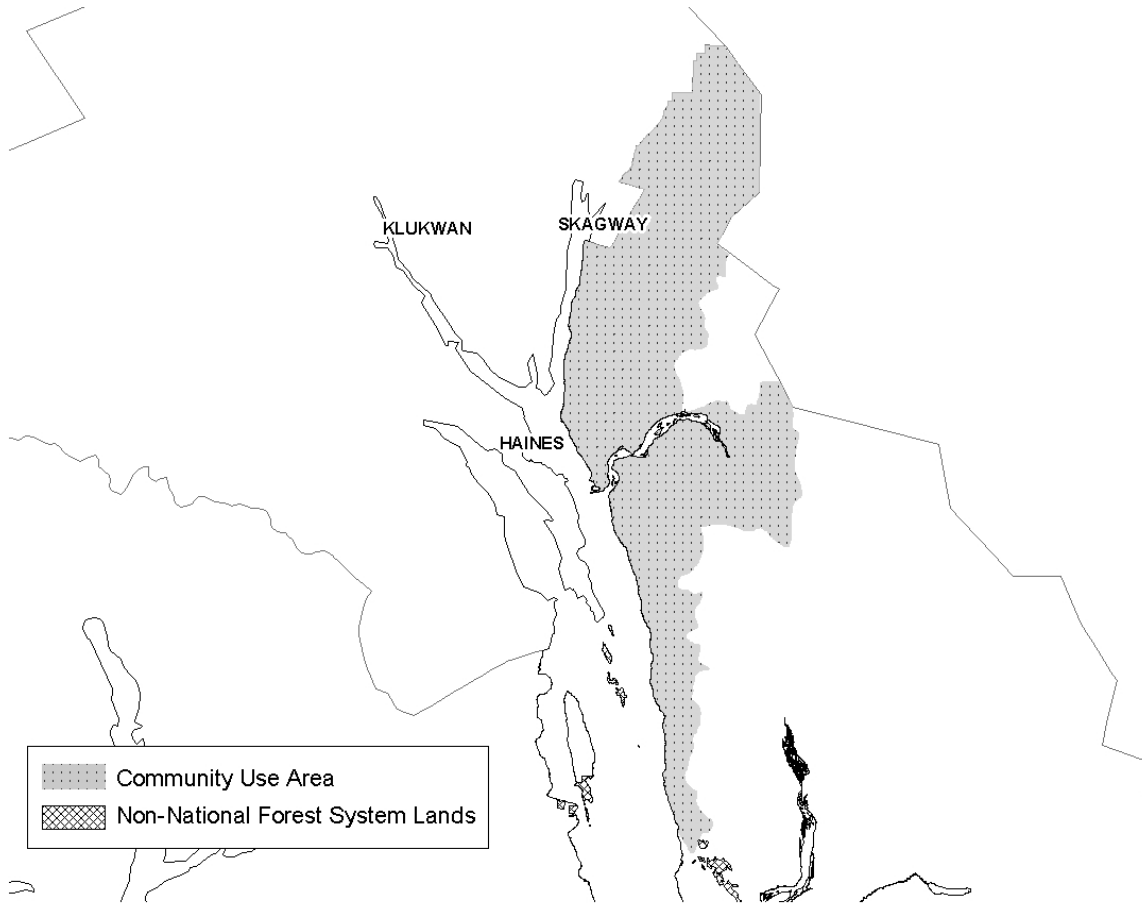 KLUKWAN
SKAGWAY
HAINES
Community Use Area
Non-National Forest System Lands